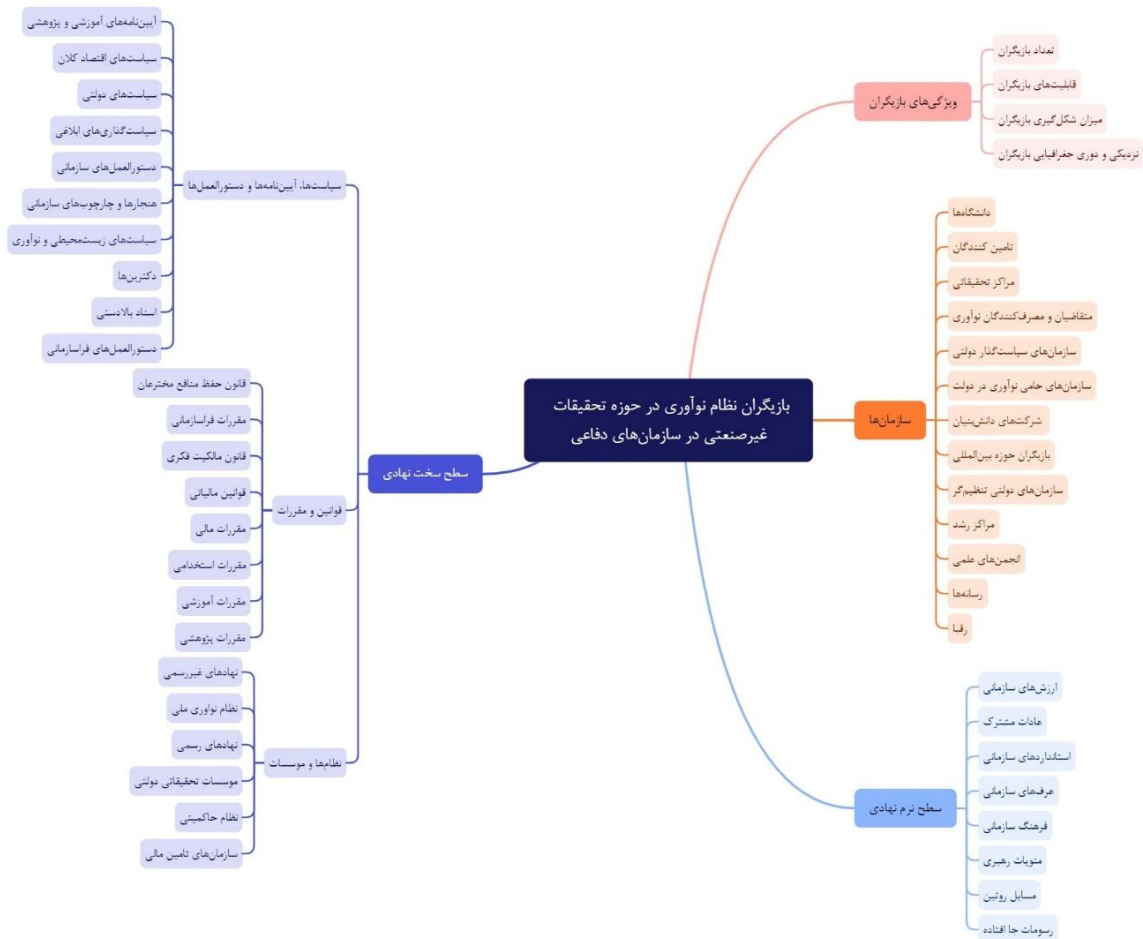 بازیگران نظام نوآوری در حوزه تحقیقات
غیرصنعتی در سازمان‌های دفاعی
ویژگی‌های بازیگران
تعداد بازیگران
قابلیت‌های بازیگران
میزان شکل‌گیری بازیگران
نزدیکی و دوری جغرافیایی بازیگران
سازمان‌ها
دانشگاه‌ها
تامین کنندگان
مراکز تحقیقاتی
متقاضیان و مصرف‌کنندگان نوآوری
سازمان‌های سیاست‌گذار دولتی
سازمان‌های حامی نوآوری در دولت
شرکت‌های دانش‌بنیان
بازیگران حوزه بین‌المللی
سازمان‌های دولتی تنظیم‌گر
مراکز رشد
انجمن‌های علمی
رسانه‌ها
رقبا
سطح نرم نهادی
ارزش‌های سازمانی
عادات مشترک
استانداردهای سازمانی
عرف‌های سازمانی
فرهنگ سازمانی
منویات رهبری
مسایل روتین
رسومات جا افتاده
سطح سخت نهادی
سیاست‌ها، آیین‌نامه‌ها و دستورالعمل‌ها
آیین‌نامه‌های آموزشی و پژوهشی
سیاست‌های اقتصاد کلان
سیاست‌های دولتی
سیاست‌گذاری‌های ابلاغی
دستورالعمل‌های سازمانی
هنجارها و چارچوب‌های سازمانی
سیاست‌های زیست‌محیطی و نوآوری
دکترین‌ها
اسناد بالادستی
دستورالعمل‌های فراسازمانی
قوانین و مقررات
قانون حفظ منافع مخترعان
مقررات فراسازمانی
قانون مالکیت فکری
قوانین مالیاتی
مقررات مالی
مقررات استخدامی
مقررات آموزشی
مقررات پژوهشی
نظام‌ها و موسسات
نهادهای غیررسمی
نظام نواوری ملی
نهادهای رسمی
موسسات تحقیقاتی دولتی
نظام حاکمیتی
سازمان‌های تامین مالی